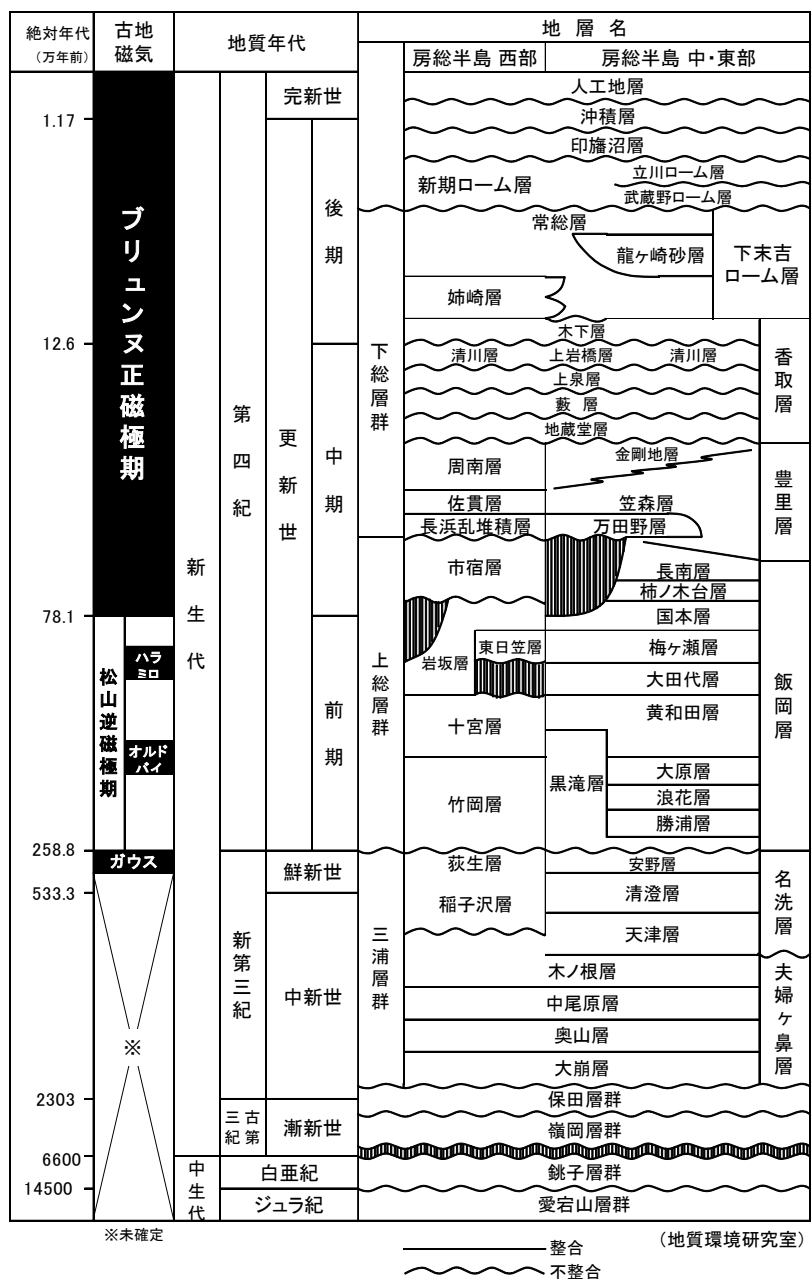 絶対年代
（万年前）
古地
磁気
地質年代
地 層 名
房総半島 西部
房総半島 中・東部
1.17
12.6
78.1
258.8
533.3
2303
6600
14500
ブリュンヌ正磁極期
松山逆磁極期
ハラ
ミロ
オルド
バイ
ガウス
※
新生代
中生代
第四紀
新第三紀
古第
三紀
白亜紀
ジュラ紀
完新世
更新世
後期
中期
前期
鮮新世
中新世
漸新世
下総層群
上総層群
三浦層群
人工地層
沖積層
印旛沼層
新期ローム層
立川ローム層
武蔵野ローム層
常総層
龍ヶ崎砂層
下末吉
ローム層
姉崎層
木下層
清川層
上岩橋層
清川層
上泉層
藪 層
地蔵堂層
香取層
周南層
金剛地層
佐貫層
笠森層
長浜乱堆積層
万田野層
豊里層
市宿層
長南層
柿ノ木台層
国本層
岩坂層
東日笠層
梅ヶ瀬層
大田代層
十宮層
黄和田層
黒滝層
大原層
竹岡層
浪花層
勝浦層
飯岡層
荻生層
安野層
稲子沢層
清澄層
天津層
名洗層
木ノ根層
中尾原層
奥山層
大崩層
夫婦ヶ鼻層
保田層群
嶺岡層群
銚子層群
愛宕山層群
※未確定
整合
不整合
（地質環境研究室）